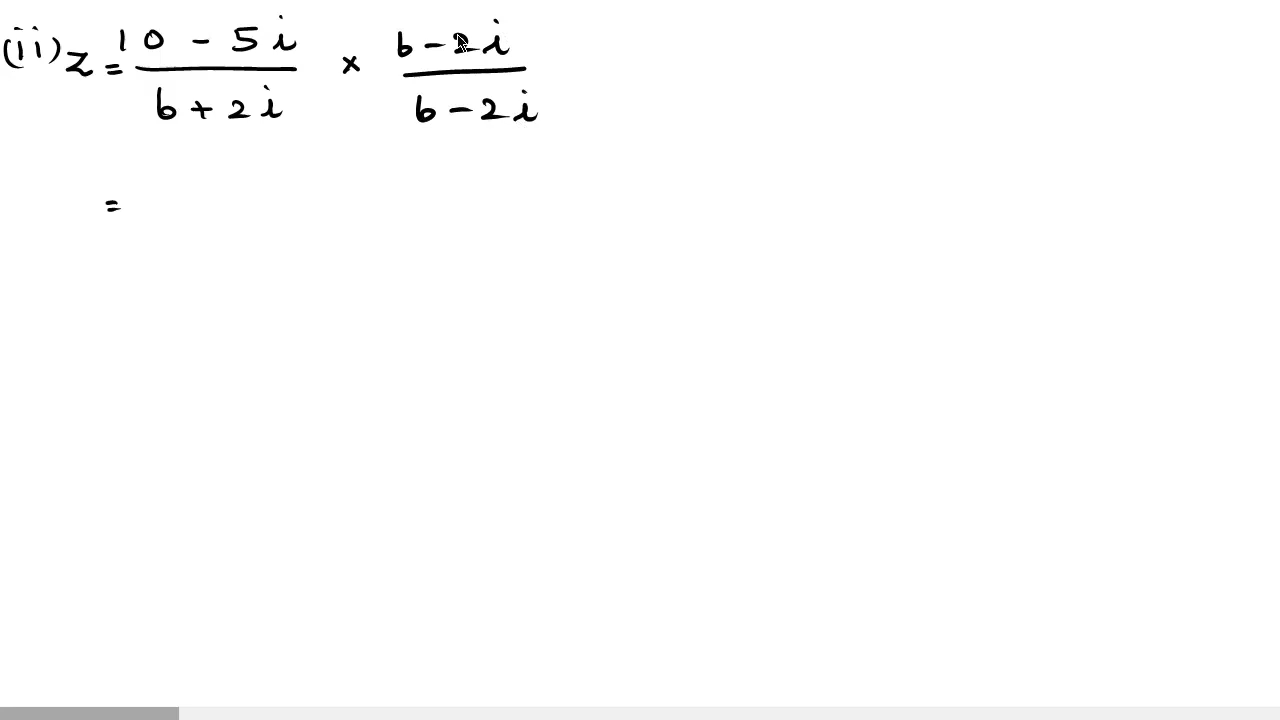 (ii) z = 10 - 5i / 6 + 2i × 6 - 2i / 6 - 2i
=